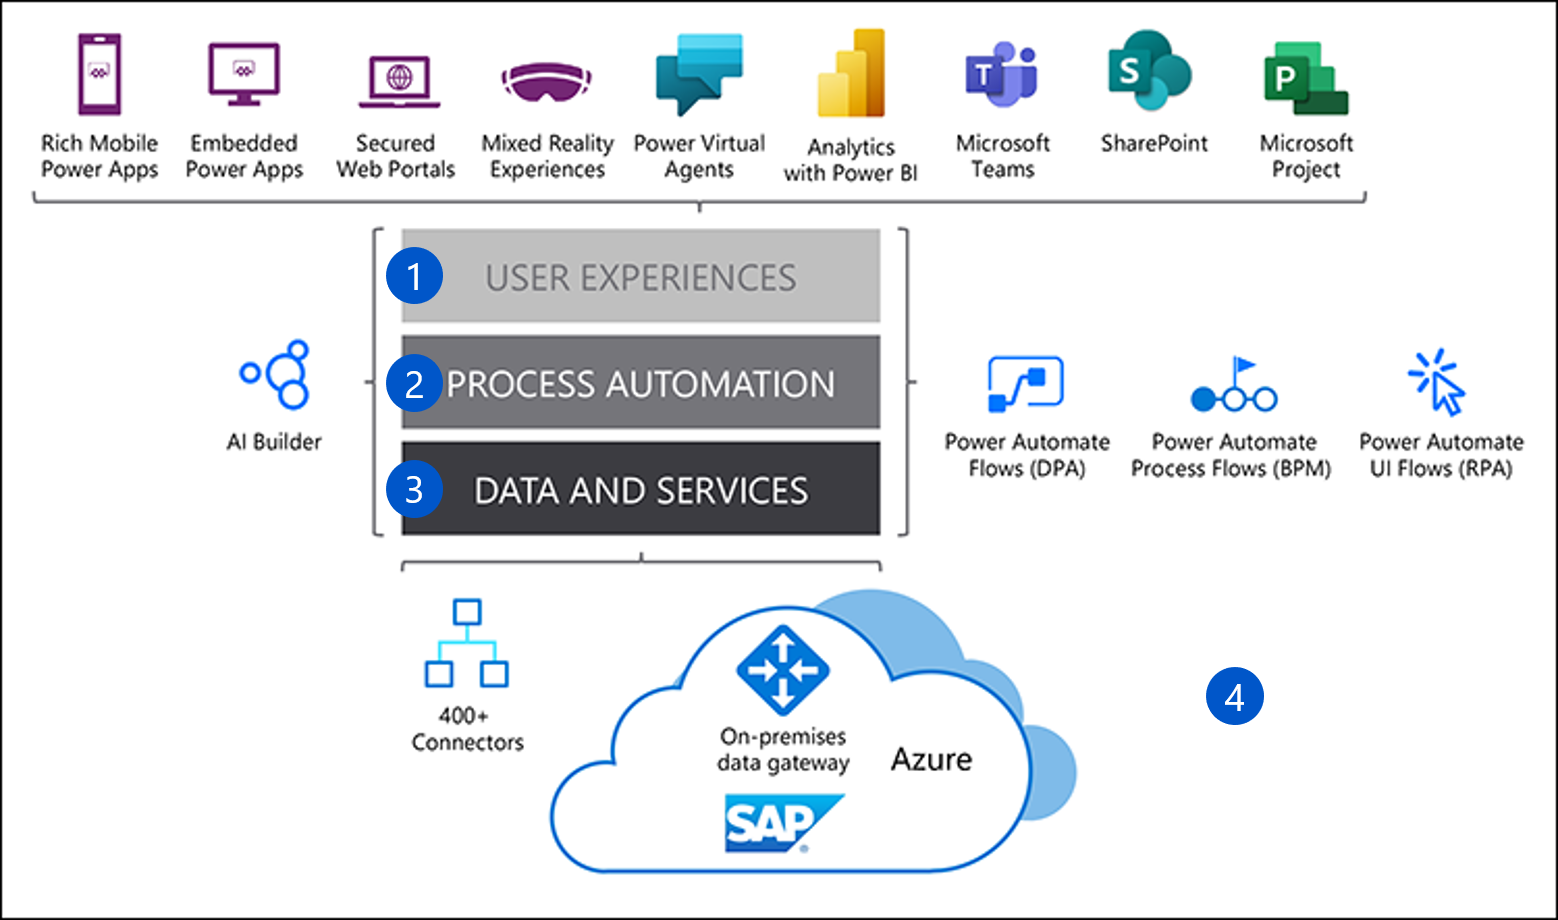 Rich Mobile
Power Apps
Embedded
Power Apps
Secured
Web Portals
Mixed Reality
Experiences
Power Virtual
Agents
Analytics
with Power BI
T
Microsoft
Teams
S
SharePoint
P
Microsoft
Project
1 USER EXPERIENCES
2 PROCESS AUTOMATION
3 DATA AND SERVICES
AI Builder
Power Automate
Flows (DPA)
Power Automate
Process Flows (BPM)
Power Automate
UI Flows (RPA)
400+
Connectors
On-premises
data gateway
Azure
SAP®
4